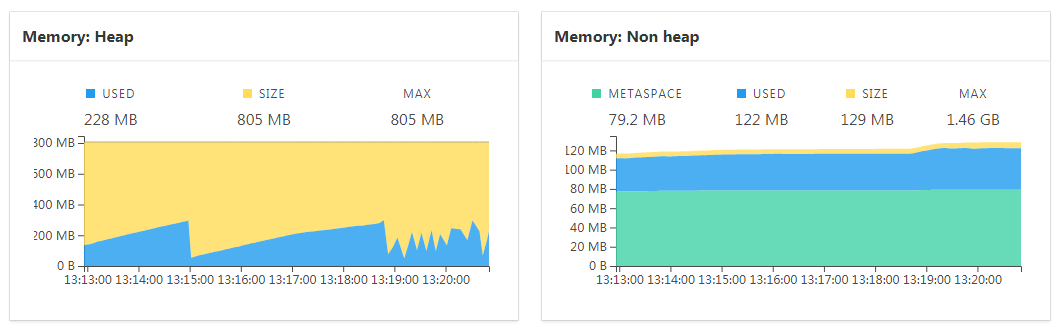 Memory: Heap
USED SIZE MAX
228 MB 805 MB 805 MB
800 MB
600 MB
400 MB
200 MB
0 B
13:13:00 13:14:00 13:15:00 13:16:00 13:17:00 13:18:00 13:19:00 13:20:00
Memory: Non heap
METASPACE USED SIZE MAX
79.2 MB 122 MB 129 MB 1.46 GB
120 MB
100 MB
80 MB
60 MB
40 MB
20 MB
0 B
13:13:00 13:14:00 13:15:00 13:16:00 13:17:00 13:18:00 13:19:00 13:20:00